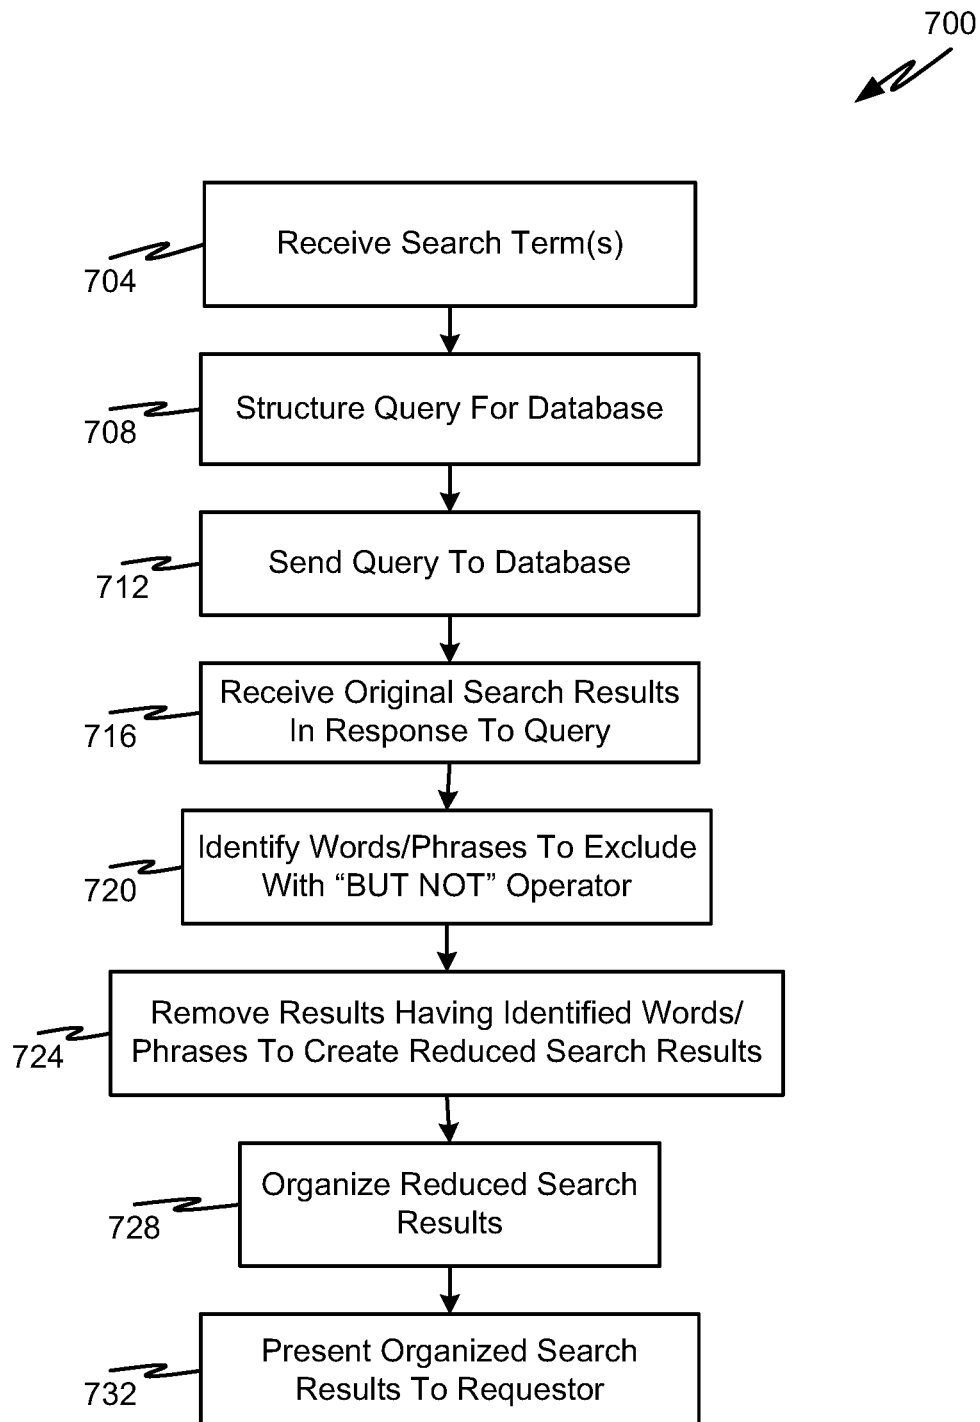 700
Receive Search Term(s)
704
Structure Query For Database
708
Send Query To Database
712
Receive Original Search Results
In Response To Query
716
Identify Words/Phrases To Exclude
With “BUT NOT” Operator
720
Remove Results Having Identified Words/
Phrases To Create Reduced Search Results
724
Organize Reduced Search
Results
728
Present Organized Search
Results To Requestor
732